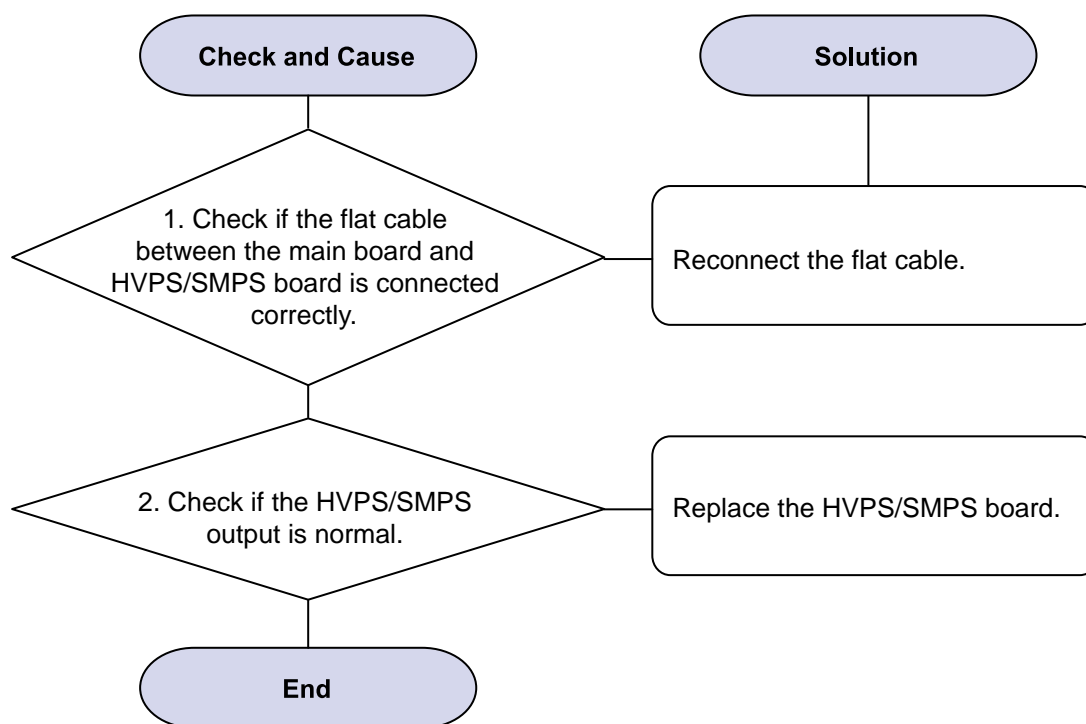 Check and Cause
Solution
1. Check if the flat cable
between the main board and
HVPS/SMPS board is connected
correctly.
Reconnect the flat cable.
2. Check if the HVPS/SMPS
output is normal.
Replace the HVPS/SMPS board.
End